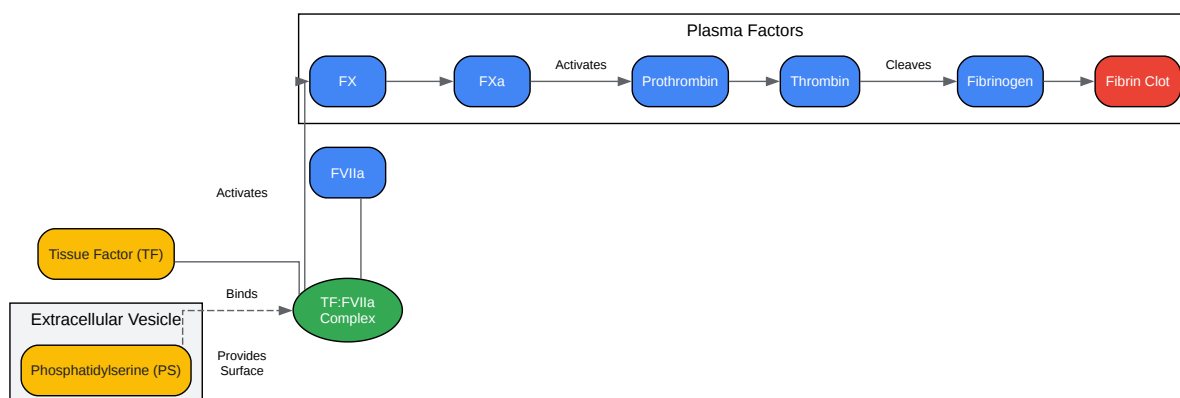 Plasma Factors
FX
FXa
Activates
Prothrombin
Thrombin
Cleaves
Fibrinogen
Fibrin Clot
FVIIa
Activates
Tissue Factor (TF)
Binds
TF:FVIIa
Complex
Extracellular Vesicle
Provides
Surface
Phosphatidylserine (PS)